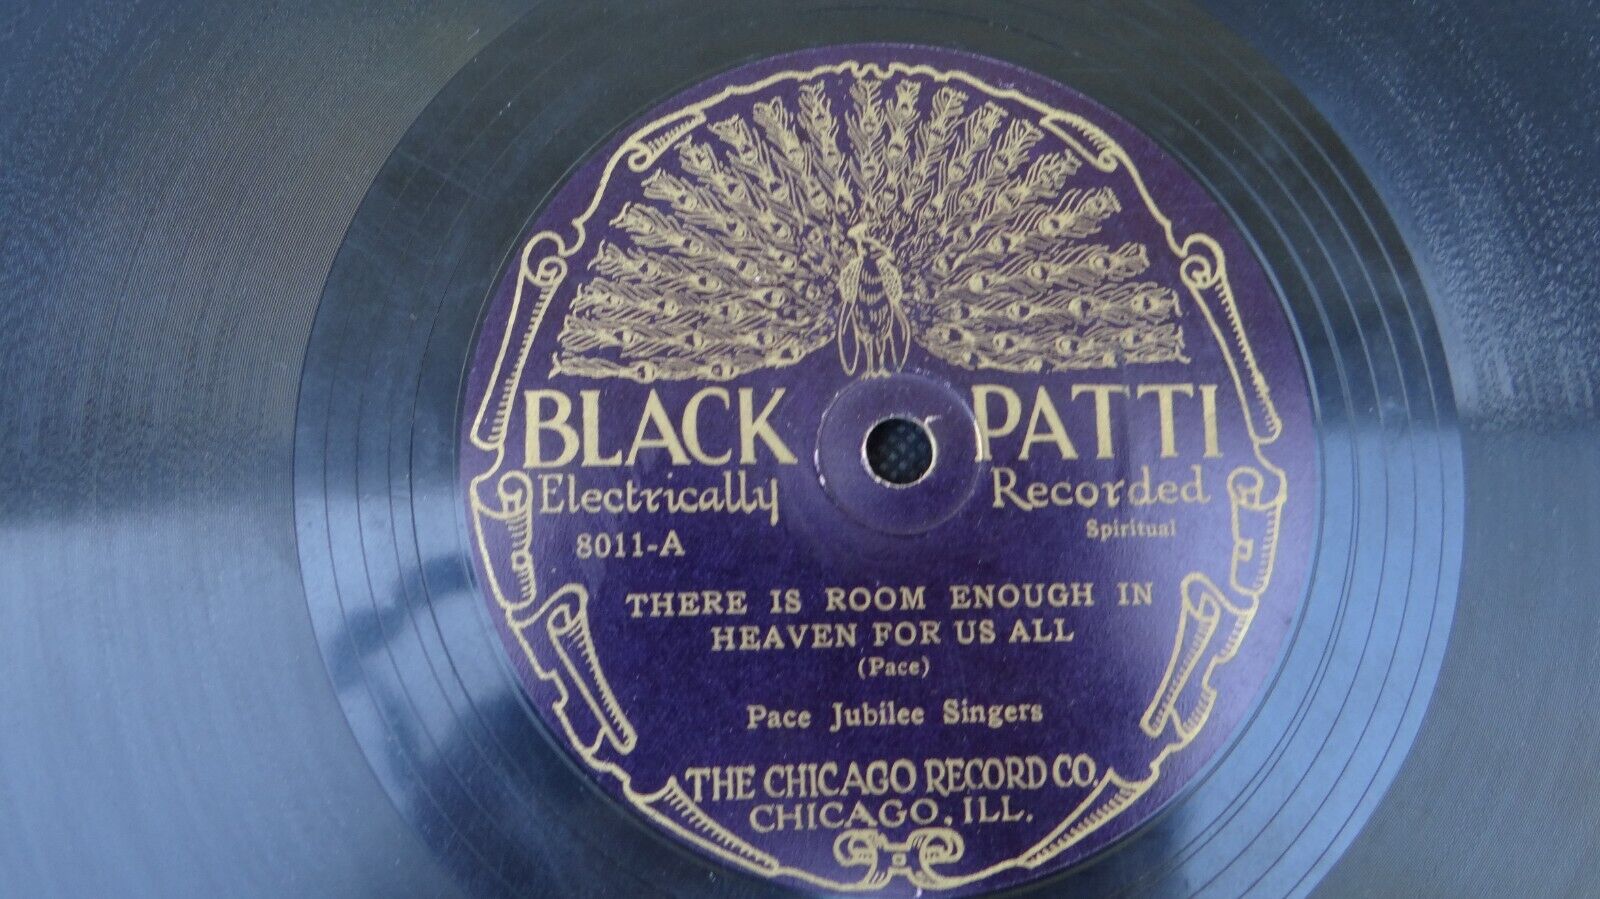 BLACK PATTI
Electrically Recorded
Spiritual
8011-A
THERE IS ROOM ENOUGH IN
HEAVEN FOR US ALL
(Pace)
Pace Jubilee Singers
THE CHICAGO RECORD CO.
CHICAGO, ILL.